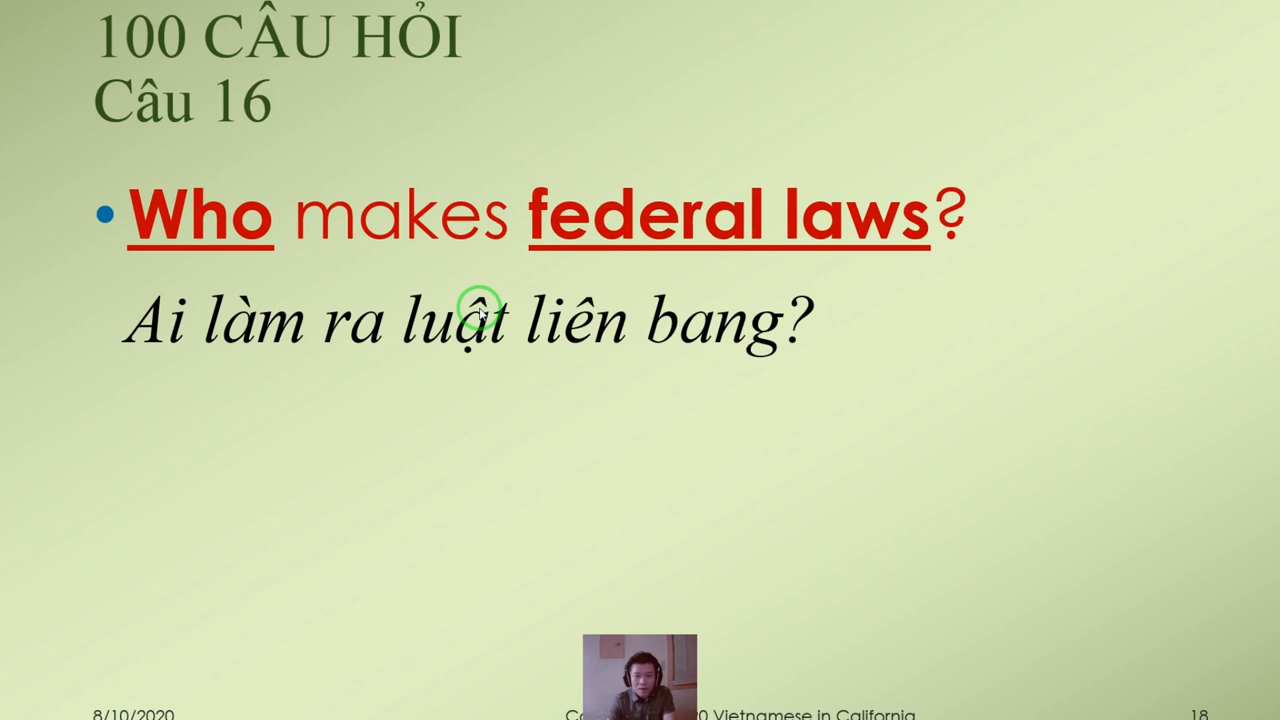 100 CÂU HỎI
Câu 16
• Who makes federal laws?
Ai làm ra luật liên bang?
8/10/2020
Vietnamese in California
18